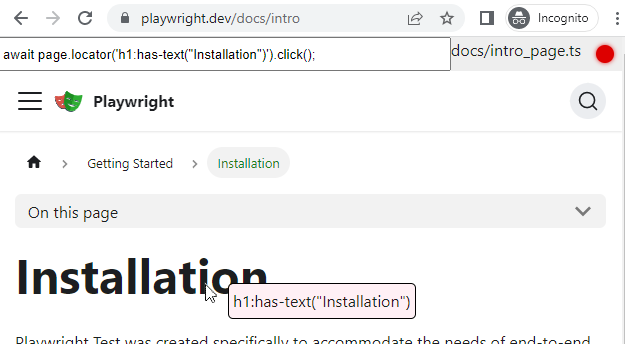 playwright.dev/docs/intro
Incognito
await page.locator('h1:has-text("Installation")').click();
docs/intro_page.ts
Playwright
Getting Started
Installation
On this page
Installation
h1:has-text("Installation")
Playwright Test was created specifically to accommodate the needs of end-to-end